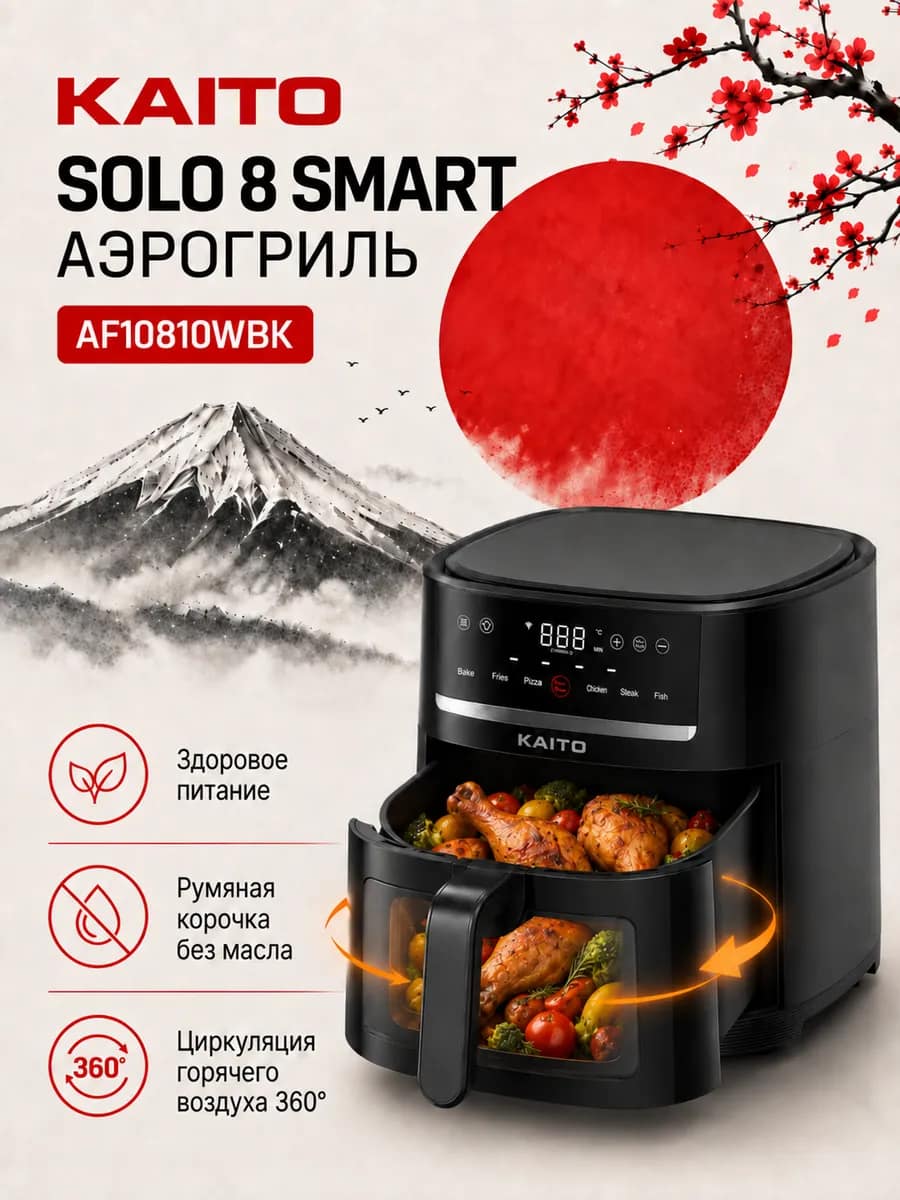 KAITO
SOLO 8 SMART
АЭРОГРИЛЬ
AF10810WBK
888
°C
MIN
Bake
Fries
Pizza
Chicken
Steak
Fish
KAITO
Здоровое
питание
Румяная
корочка
без масла
360°
Циркуляция
горячего
воздуха 360°